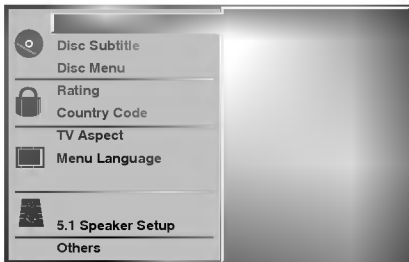 Disc Subtitle
Disc Menu
Rating
Country Code
TV Aspect
Menu Language
5.1 Speaker Setup
Others